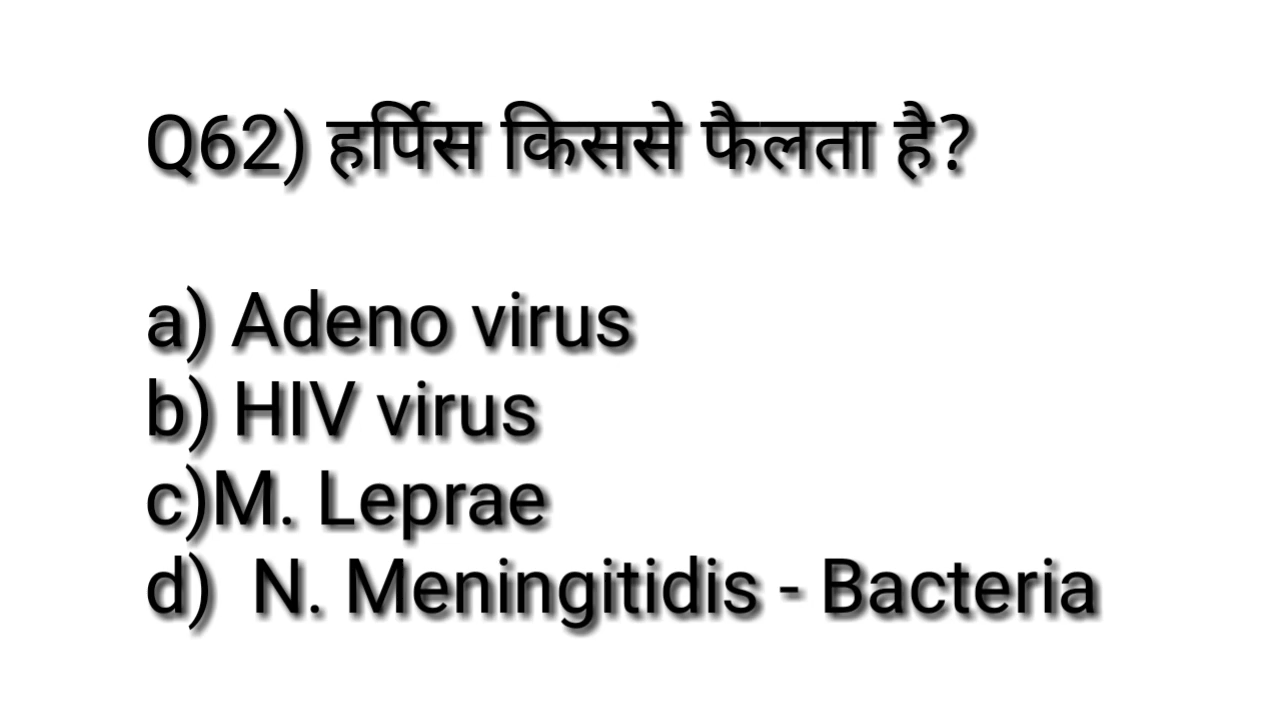 Q62) हर्पिस किससे फैलता है?
a) Adeno virus
b) HIV virus
c)M. Leprae
d) N. Meningitidis - Bacteria